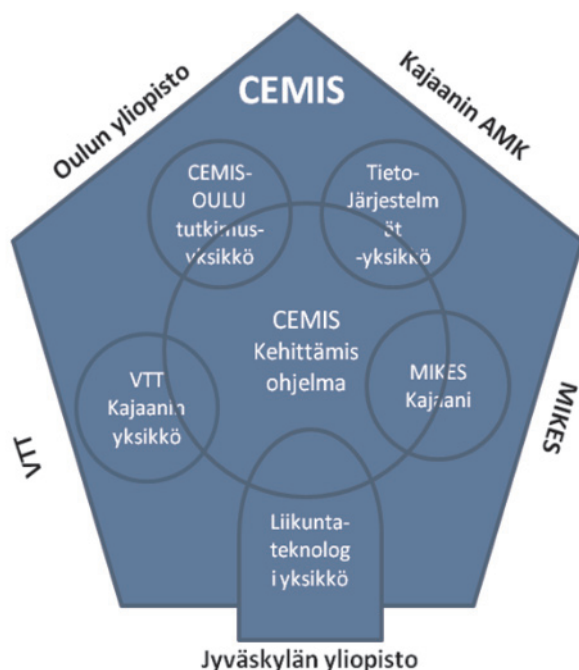 CEMIS
Oulun yliopisto
Kajaanin AMK
CEMIS-
OULU
tutkimus-
yksikkö
Tieto-
Järjestelm
ät
-yksikkö
CEMIS
Kehittämis
ohjelma
VTT
Kajaanin
yksikkö
MIKES
Kajaani
VTT
MIKES
Liikunta-
teknolog
i yksikkö
Jyväskylän yliopisto